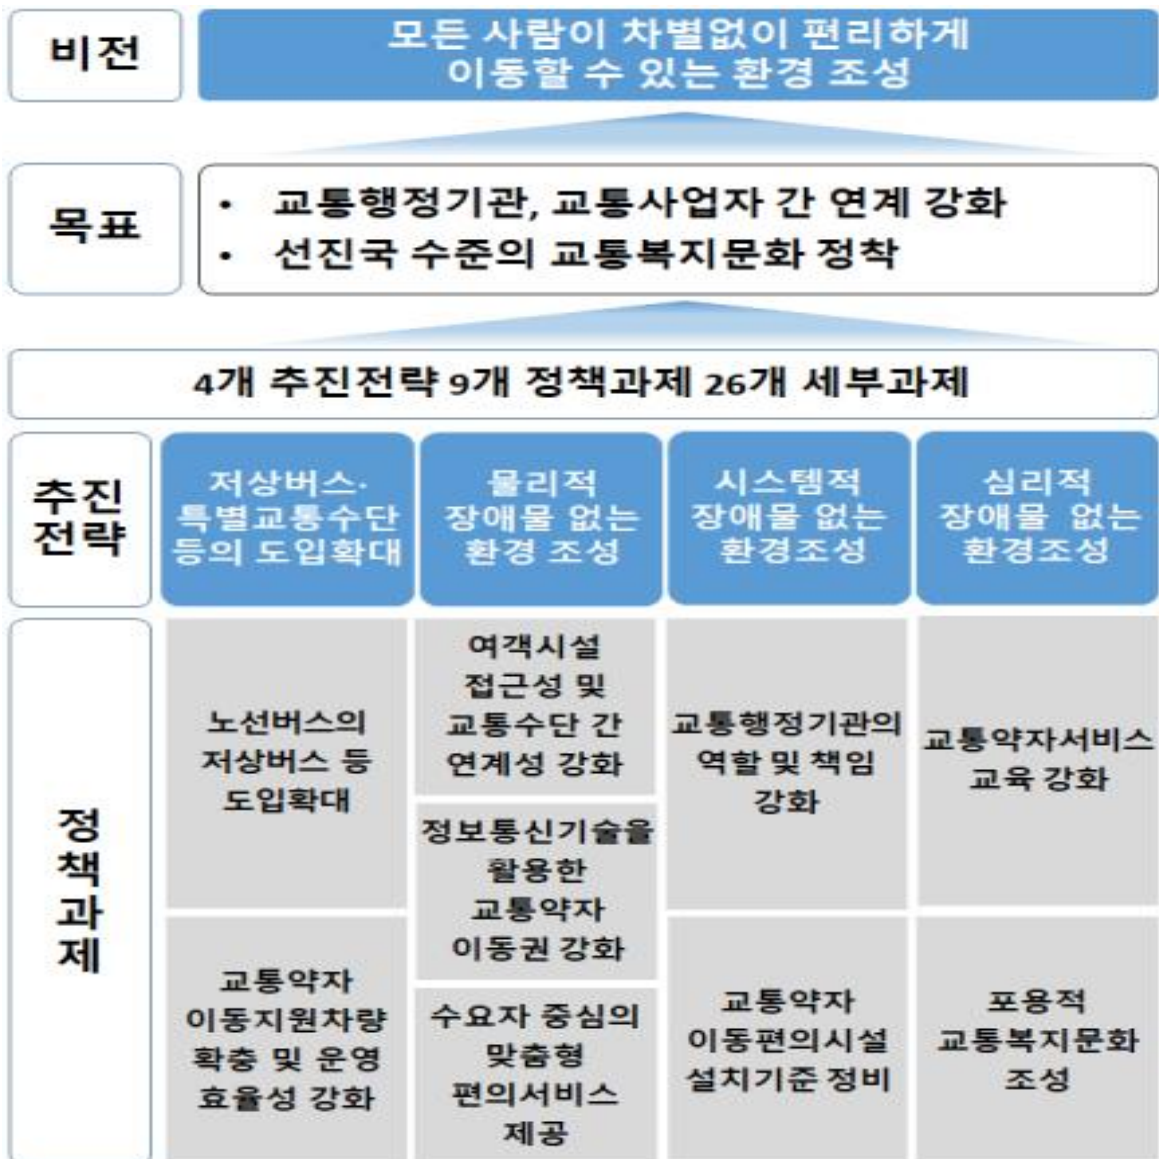 비전
모든 사람이 차별없이 편리하게
이동할 수 있는 환경 조성
목표
• 교통행정기관, 교통사업자 간 연계 강화
• 선진국 수준의 교통복지문화 정착
4개 추진전략 9개 정책과제 26개 세부과제
추진
전략
저상버스·
특별교통수단
등의 도입확대
물리적
장애물 없는
환경 조성
시스템적
장애물 없는
환경조성
심리적
장애물 없는
환경조성
정
책
과
제
노선버스의
저상버스 등
도입확대
교통약자
이동지원차량
확충 및 운영
효율성 강화
여객시설
접근성 및
교통수단 간
연계성 강화
정보통신기술을
활용한
교통약자
이동권 강화
수요자 중심의
맞춤형
편의서비스
제공
교통행정기관의
역할 및 책임
강화
교통약자
이동편의시설
설치기준 정비
교통약자서비스
교육 강화
포용적
교통복지문화
조성